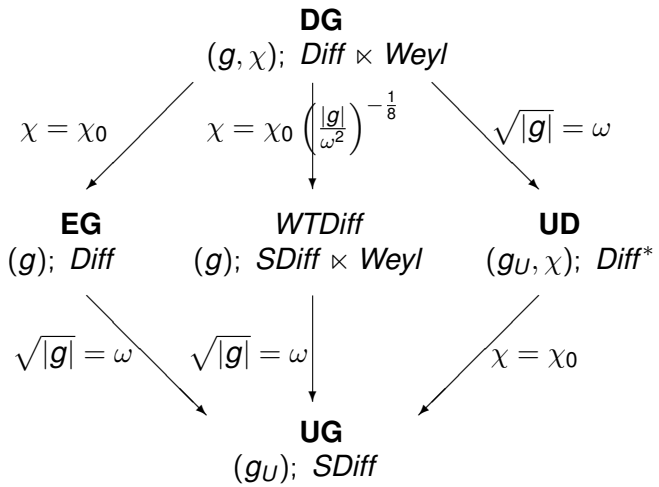 DG
(g, χ); Diff ⋉ Weyl
χ = χ₀
χ = χ₀ (|g|/ω²)^{-1/8}
√|g| = ω
EG
(g); Diff
WTDiff
(g); SDiff ⋉ Weyl
UD
(g_U, χ); Diff*
√|g| = ω
√|g| = ω
χ = χ₀
UG
(g_U); SDiff